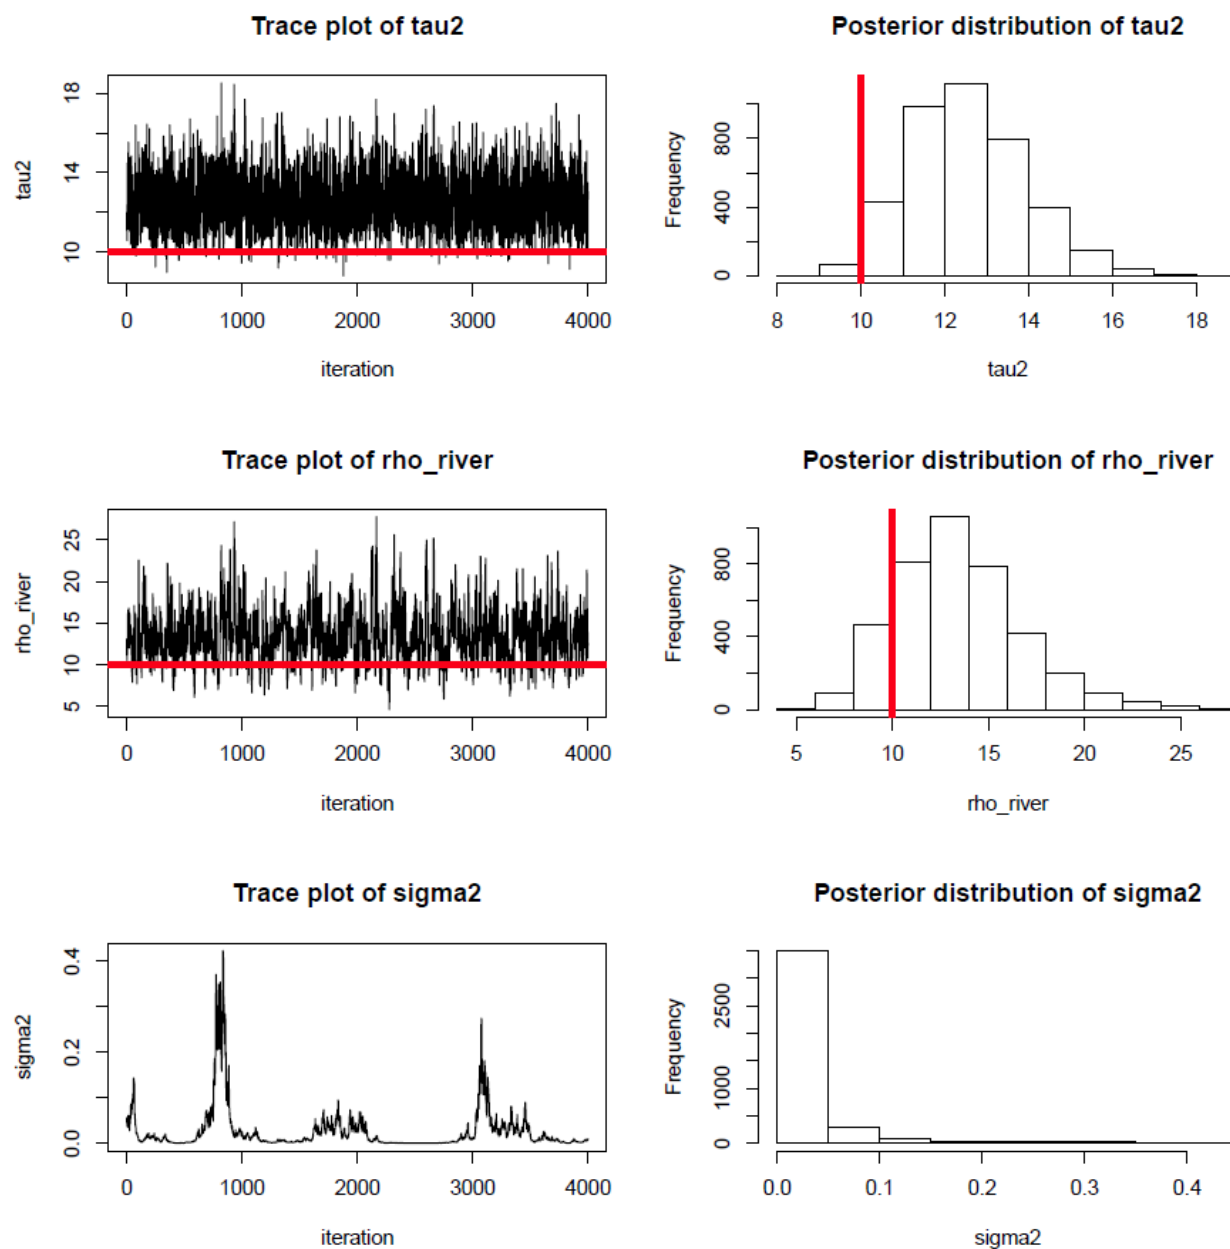 Trace plot of tau2
tau2
10
14
18
0 1000 2000 3000 4000
iteration
Posterior distribution of tau2
Frequency
0
400
800
8 10 12 14 16 18
tau2
Trace plot of rho_river
rho_river
5
10
15
20
25
0 1000 2000 3000 4000
iteration
Posterior distribution of rho_river
Frequency
0
400
800
5 10 15 20 25
rho_river
Trace plot of sigma2
sigma2
0.0
0.2
0.4
0 1000 2000 3000 4000
iteration
Posterior distribution of sigma2
Frequency
0
1000
2500
0.0 0.1 0.2 0.3 0.4
sigma2